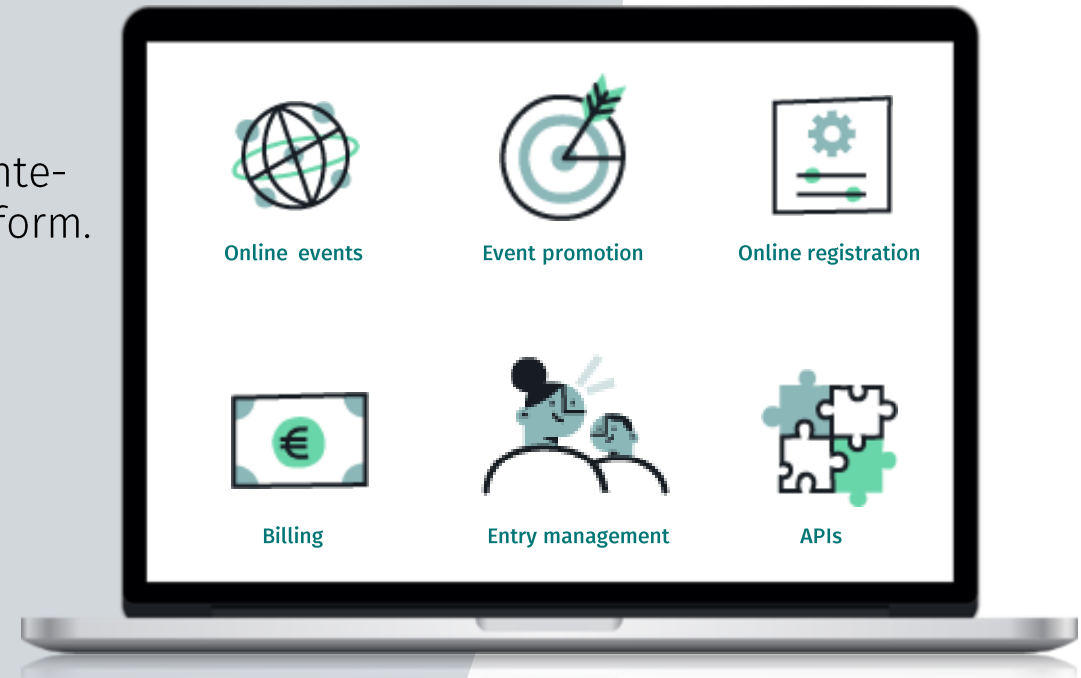 nte-
form.
Online events
Event promotion
Online registration
€
Billing
Entry management
APIs